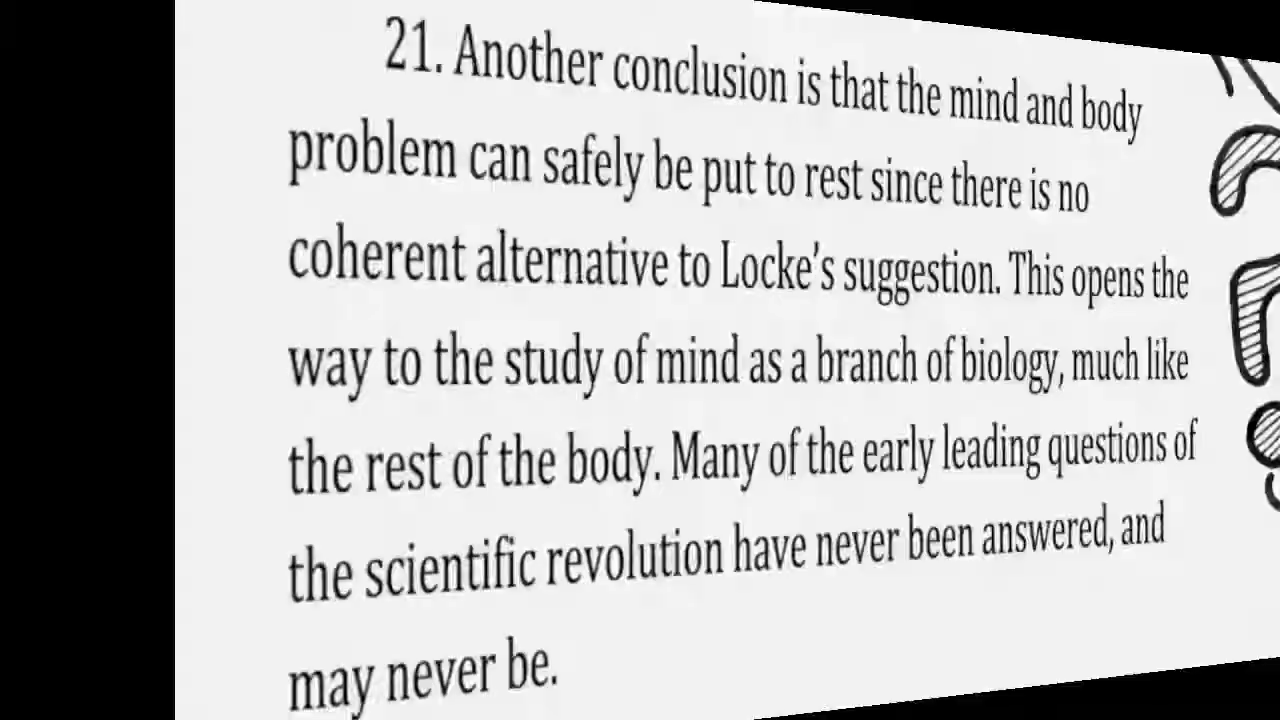 21. Another conclusion is that the mind and body
problem can safely be put to rest since there is no
coherent alternative to Locke's suggestion. This opens the
way to the study of mind as a branch of biology, much like
the rest of the body. Many of the early leading questions of
the scientific revolution have never been answered, and
may never be.